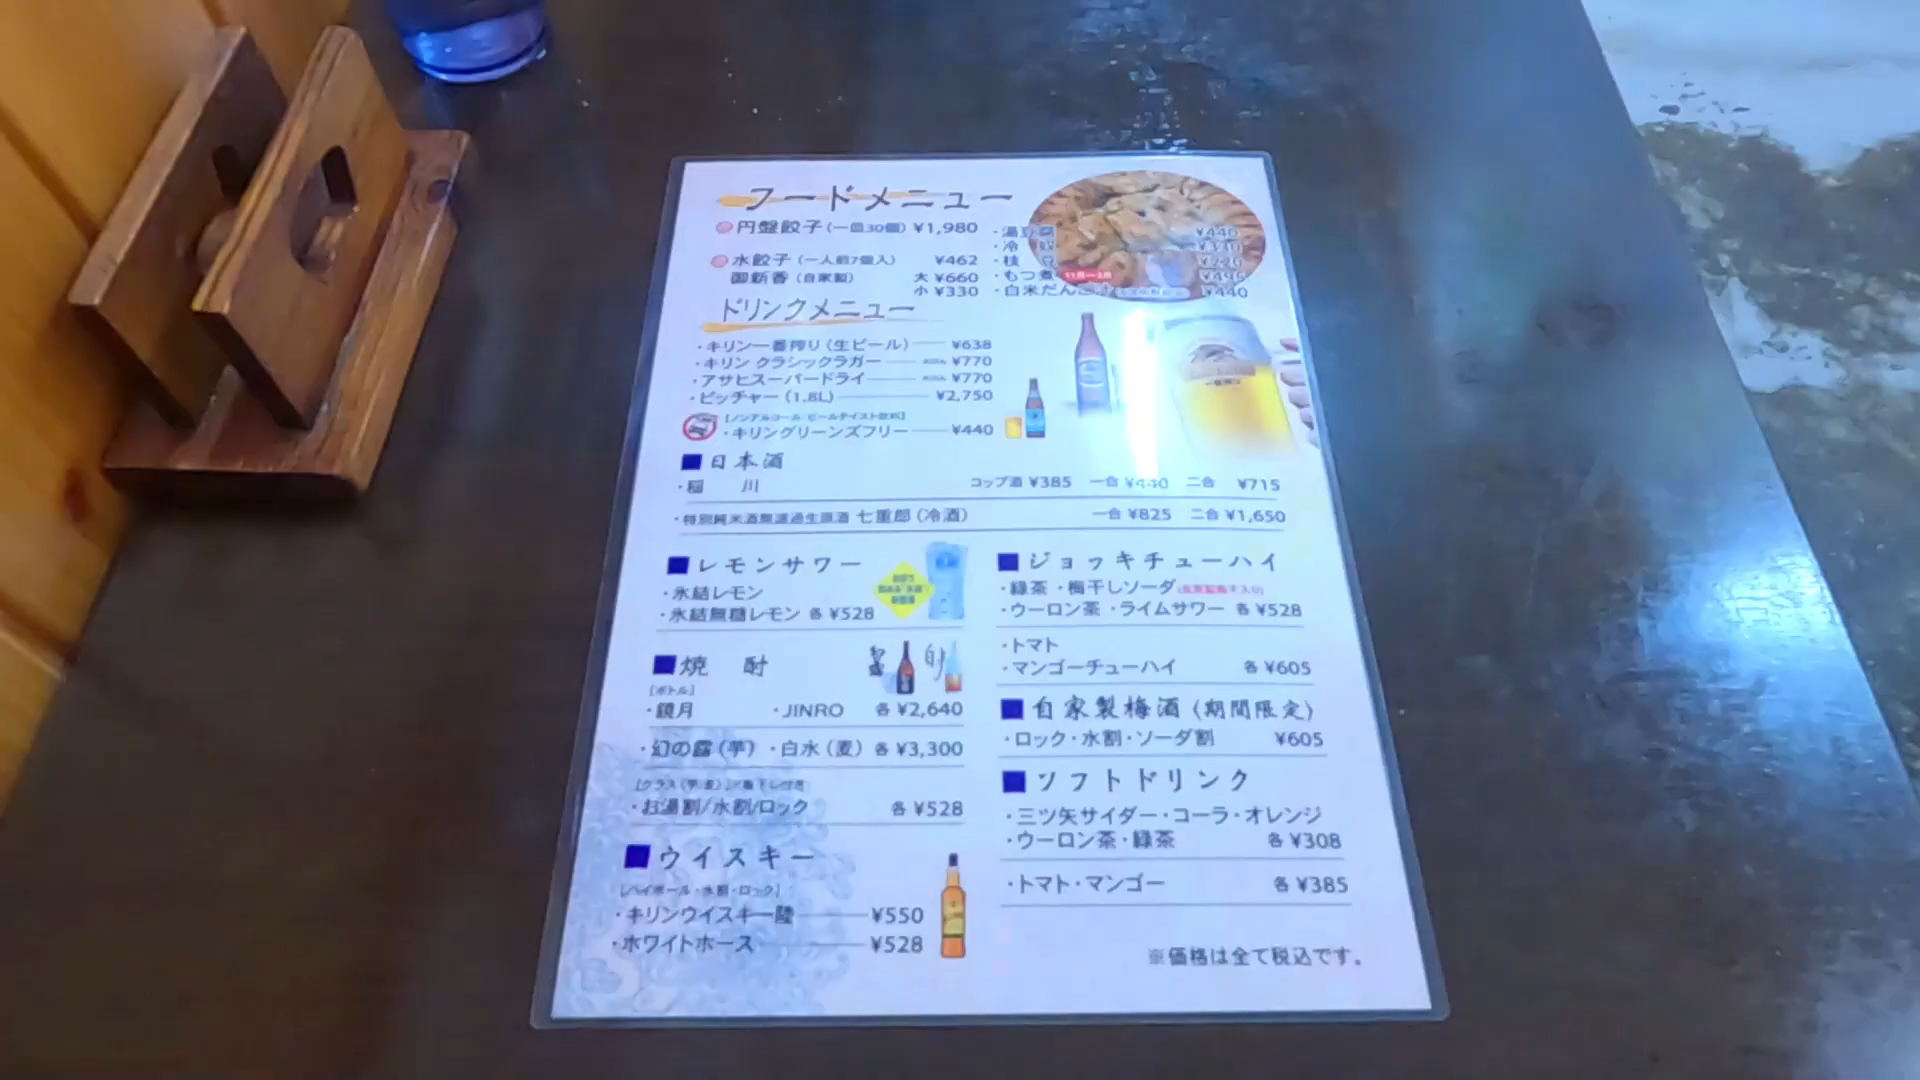 フードメニュー
円盤餃子(一皿30個) ¥1,980
水餃子(一人前7個入) ¥462
御新香(自家製) 大 ¥660
小 ¥330
・湯豆腐 ¥440
・冷 奴 ¥330
・枝 豆
・もつ煮 ¥495
・白米だんご汁 ¥440
ドリンクメニュー
・キリン一番搾り(生ビール) ¥638
・キリン クラシックラガー ¥770
・アサヒスーパードライ ¥770
・ピッチャー(1.8L) ¥2,750
[ノンアルコール・ビールテイスト飲料]
・キリングリーンズフリー ¥440
■日本酒
・稲 川 コップ酒 ¥385 一合 ¥440 二合 ¥715
・特別純米酒無濾過生原酒 七重郎(冷酒) 一合 ¥825 二合 ¥1,650
■レモンサワー
・氷結レモン
・氷結無糖レモン 各 ¥528
■焼 酎
[ボトル]
・鏡月 ・JINRO 各 ¥2,640
・幻の露(芋) ・白水(麦) 各 ¥3,300
[グラス(芋・麦)]※梅干し付き
・お湯割/水割/ロック 各 ¥528
■ウイスキー
[ハイボール・水割・ロック]
・キリンウイスキー陸 ¥550
・ホワイトホース ¥528
■ジョッキチューハイ
・緑茶 ・梅干しソーダ(自家製梅干入り)
・ウーロン茶 ・ライムサワー 各 ¥528
・トマト
・マンゴーチューハイ 各 ¥605
■自家製梅酒(期間限定)
・ロック・水割・ソーダ割 ¥605
■ソフトドリンク
・三ツ矢サイダー・コーラ・オレンジ
・ウーロン茶・緑茶 各 ¥308
・トマト・マンゴー 各 ¥385
※価格は全て税込です。